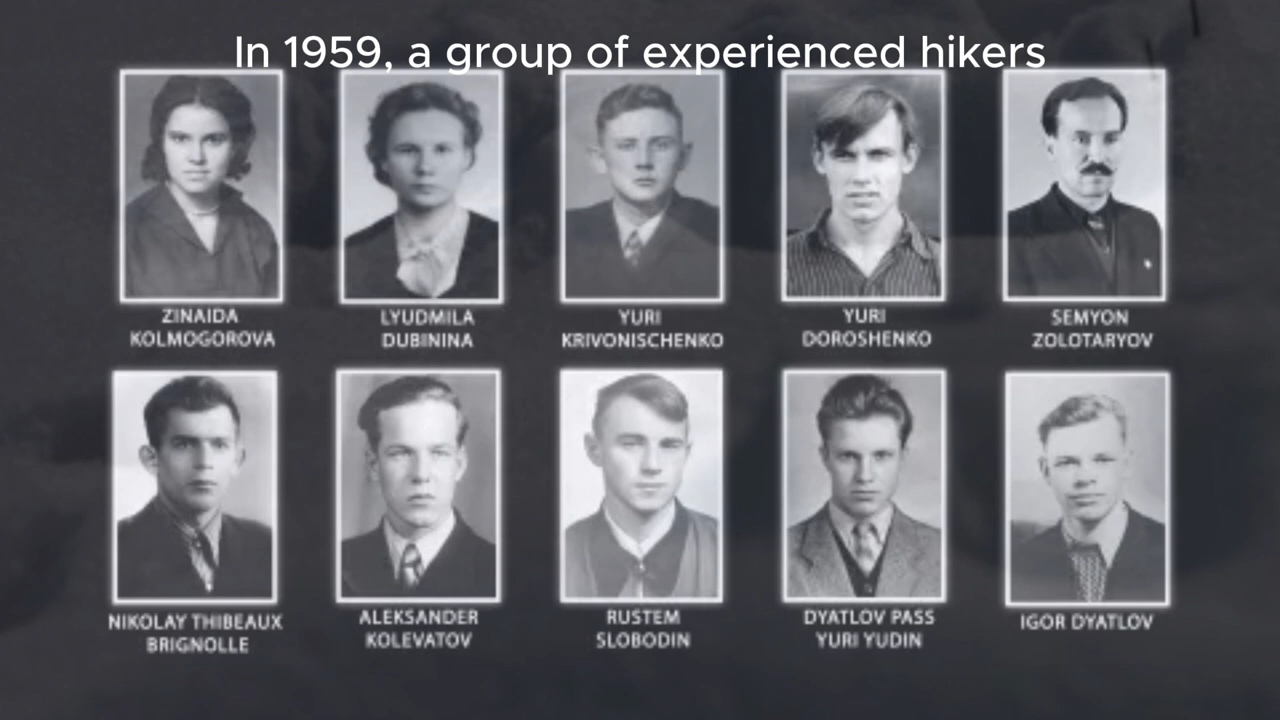 In 1959, a group of experienced hikers
ZINAIDA
KOLMOGOROVA
LYUDMILA
DUBININA
YURI
KRIVONISCHENKO
YURI
DOROSHENKO
SEMYON
ZOLOTARYOV
NIKOLAY THIBEAUX
BRIGNOLLE
ALEKSANDER
KOLEVATOV
RUSTEM
SLOBODIN
DYATLOV PASS
YURI YUDIN
IGOR DYATLOV